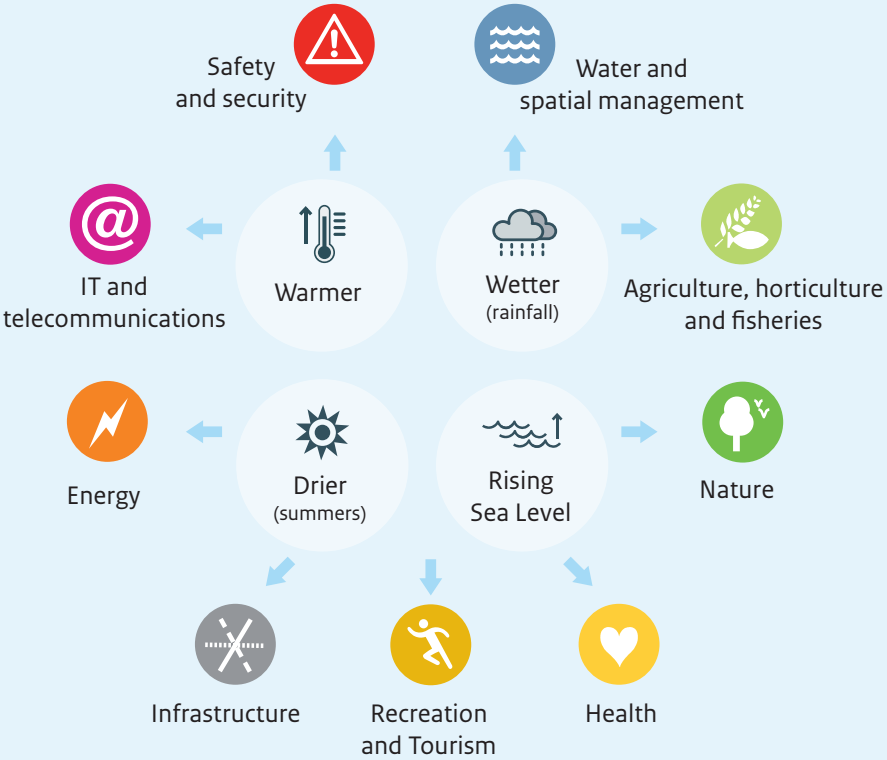 Safety
and security
Water and
spatial management
@
IT and
telecommunications
Warmer
Wetter
(rainfall)
Agriculture, horticulture
and fisheries
Energy
Drier
(summers)
Rising
Sea Level
Nature
Infrastructure
Recreation
and Tourism
Health